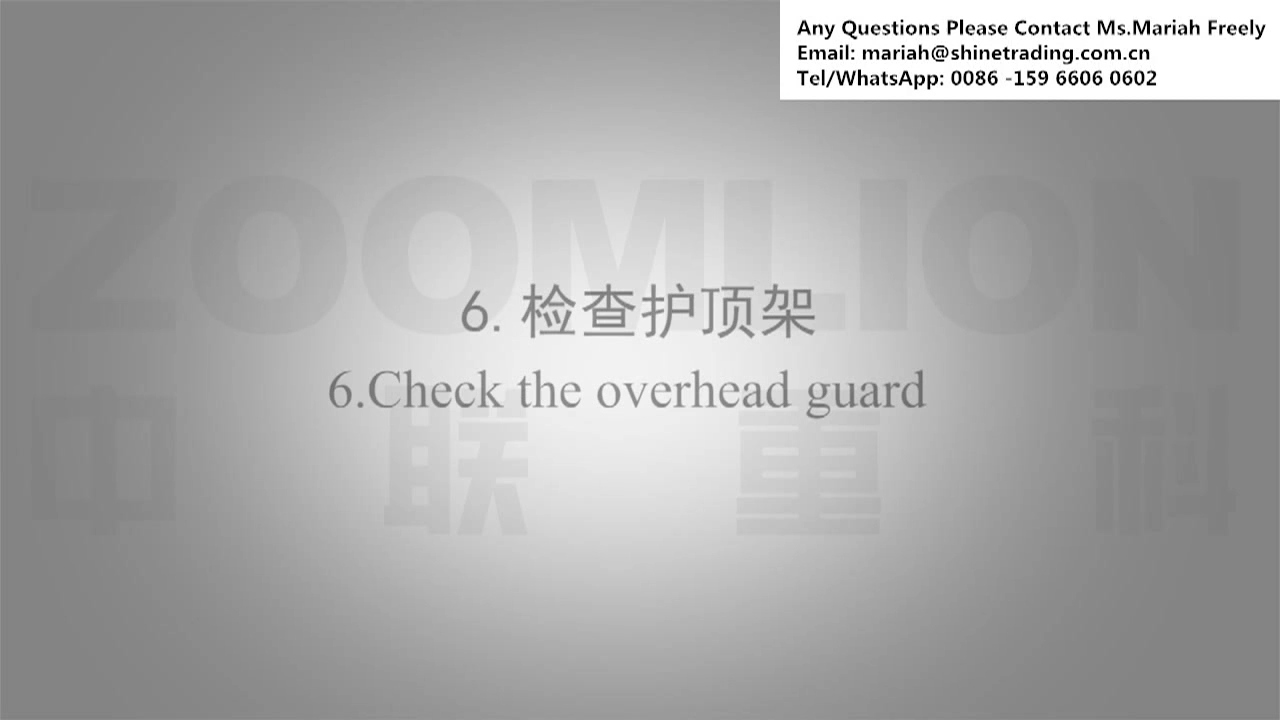 Any Questions Please Contact Ms.Mariah Freely
Email: mariah@shinetrading.com.cn
Tel/WhatsApp: 0086 -159 6606 0602
ZOOMLION
6. 检查护顶架
6.Check the overhead guard
中联重科